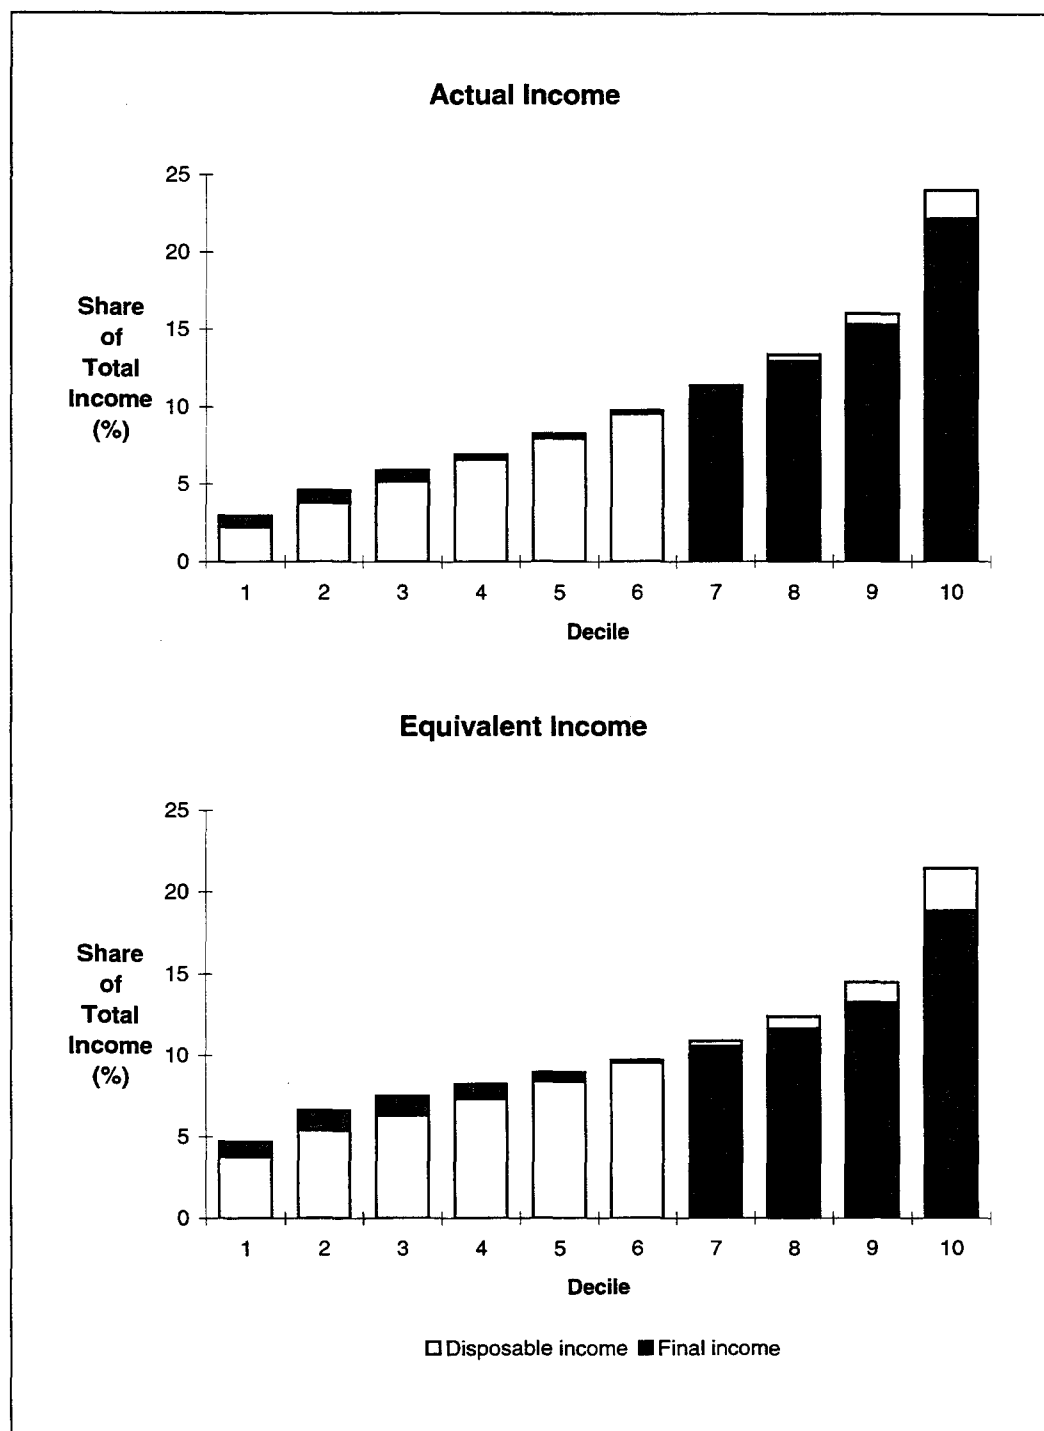 Actual Income
25
20
15
10
5
0
Share
of
Total
Income
(%)
1 2 3 4 5 6 7 8 9 10
Decile
Equivalent Income
25
20
15
10
5
0
Share
of
Total
Income
(%)
1 2 3 4 5 6 7 8 9 10
Decile
Disposable income Final income